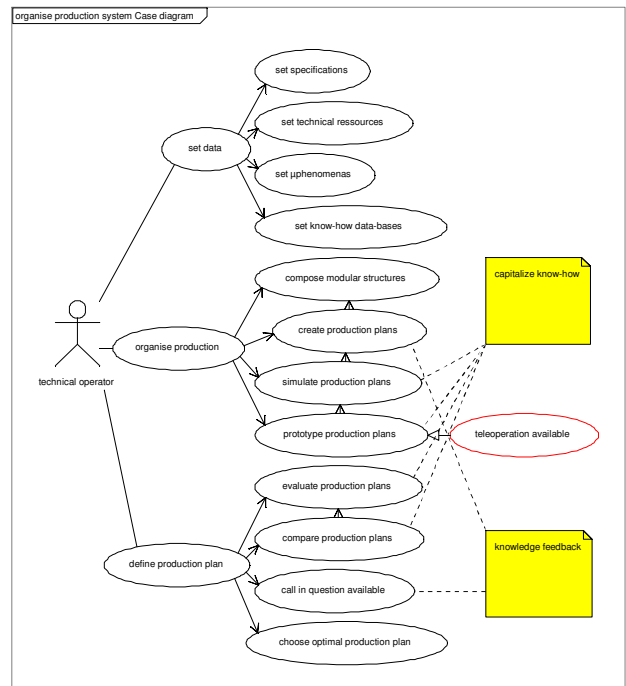 organise production system Case diagram
set specifications
set technical ressources
set data
set µphenomenas
set know-how data-bases
compose modular structures
capitalize know-how
create production plans
organise production
technical operator
simulate production plans
prototype production plans
teleoperation available
evaluate production plans
compare production plans
knowledge feedback
define production plan
call in question available
choose optimal production plan